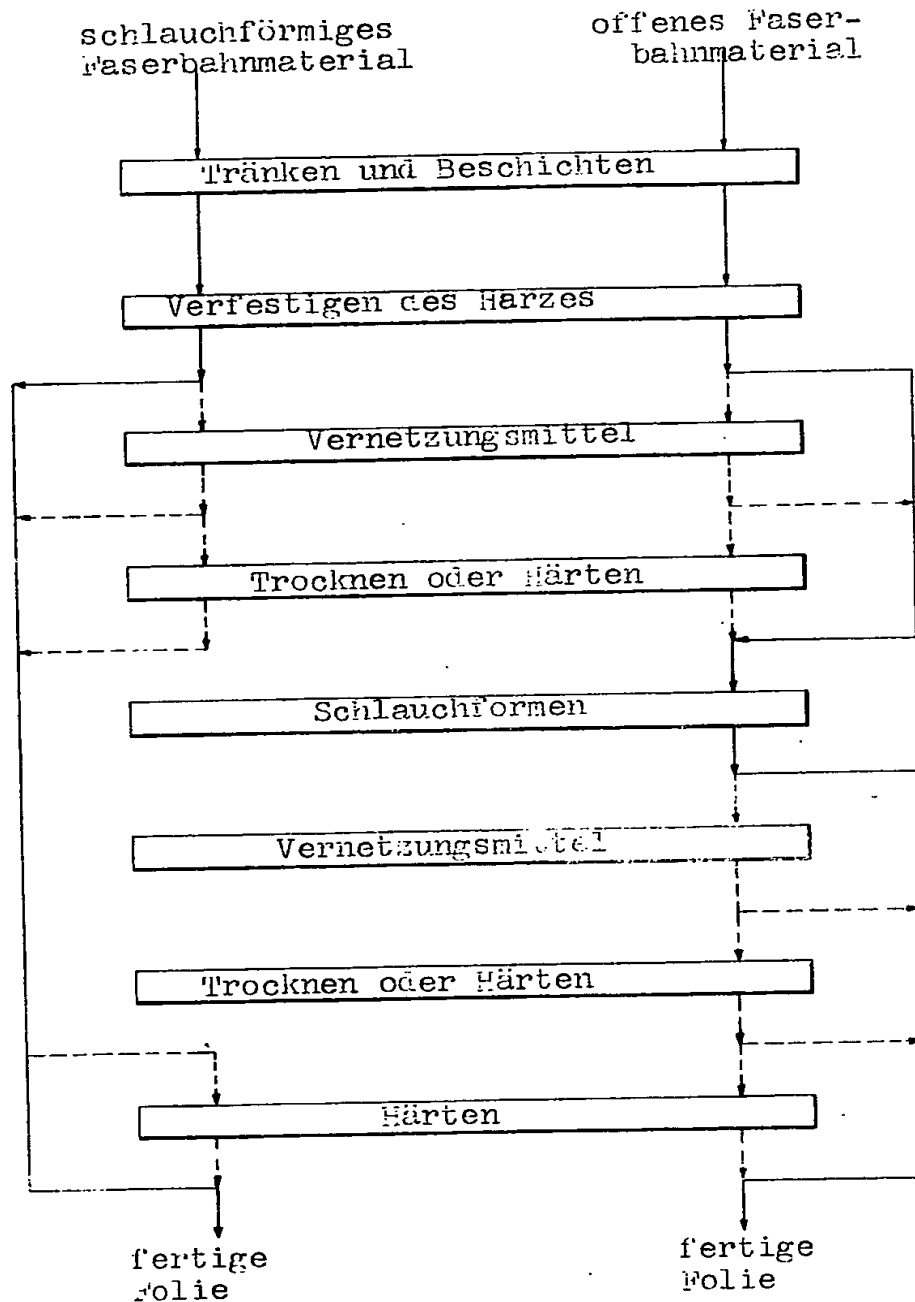 schlauchförmiges
Faserbahnmaterial
offenes Faser-
bahnmaterial
Tränken und Beschichten
Verfestigen des Harzes
Vernetzungsmittel
Trocknen oder Härten
Schlauchformen
Vernetzungsmittel
Trocknen oder Härten
Härten
fertige
Folie
fertige
Folie